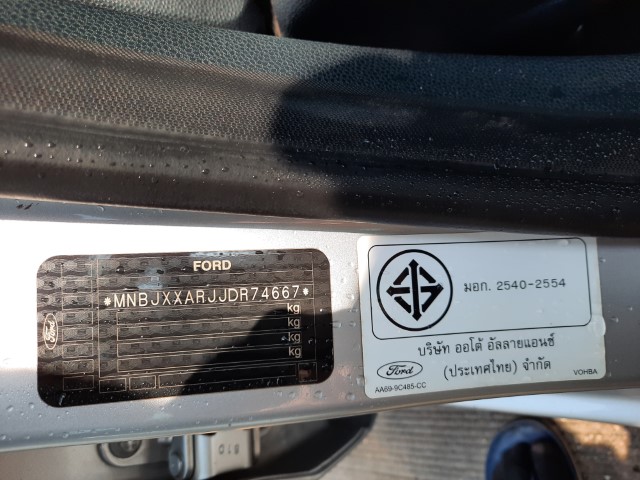 FORD
*MNBJXXARJJDR74667*
kg
kg
kg
kg
Ford
มอก. 2540-2554
บริษัท ออโต้ อัลลายแอนซ์
Ford (ประเทศไทย) จำกัด
AA69-9C485-CC VOHBA
510